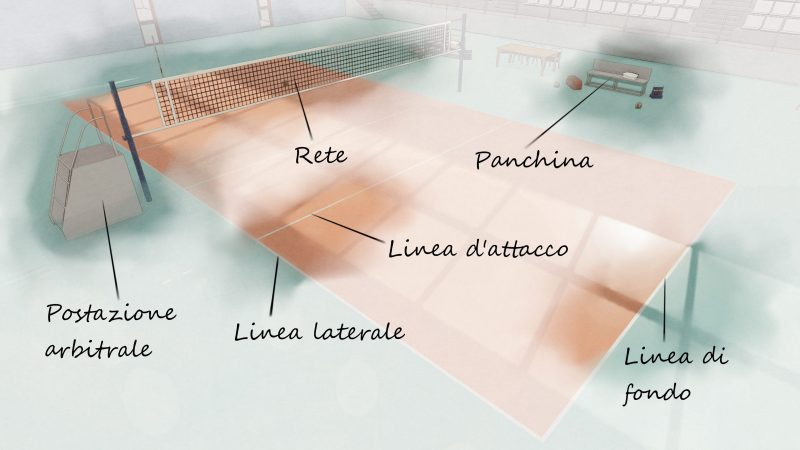 Rete
Panchina
Linea d'attacco
Postazione
arbitrale
Linea laterale
Linea di
fondo